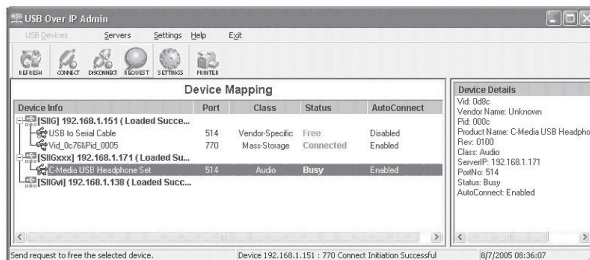 USB Over IP Admin
USB Devices Servers Settings Help Exit
REFRESH CONNECT DISCONNECT REQUEST SETTINGS PRINTER
Device Mapping
Device Info Port Class Status AutoConnect
[SIIG] 192.168.1.151 ( Loaded Succe...
USB to Serial Cable 514 Vendor-Specific Free Disabled
Vid_0c76&Pid_0005 770 Mass-Storage Connected Enabled
[SIIGxxx] 192.168.1.171 ( Loaded Su...
C-Media USB Headphone Set 514 Audio Busy Enabled
[SIIGvi] 192.168.1.138 ( Loaded Succ...
Device Details
Vid: 0d8c
Vendor Name: Unknown
Pid: 000c
Product Name: C-Media USB Headpho
Rev: 0100
Class: Audio
ServerIP: 192.168.1.171
PortNo: 514
Status: Busy
AutoConnect: Enabled
Send request to free the selected device. Device 192.168.1.151 : 770 Connect Initiation Successful 8/7/2005 08:36:07